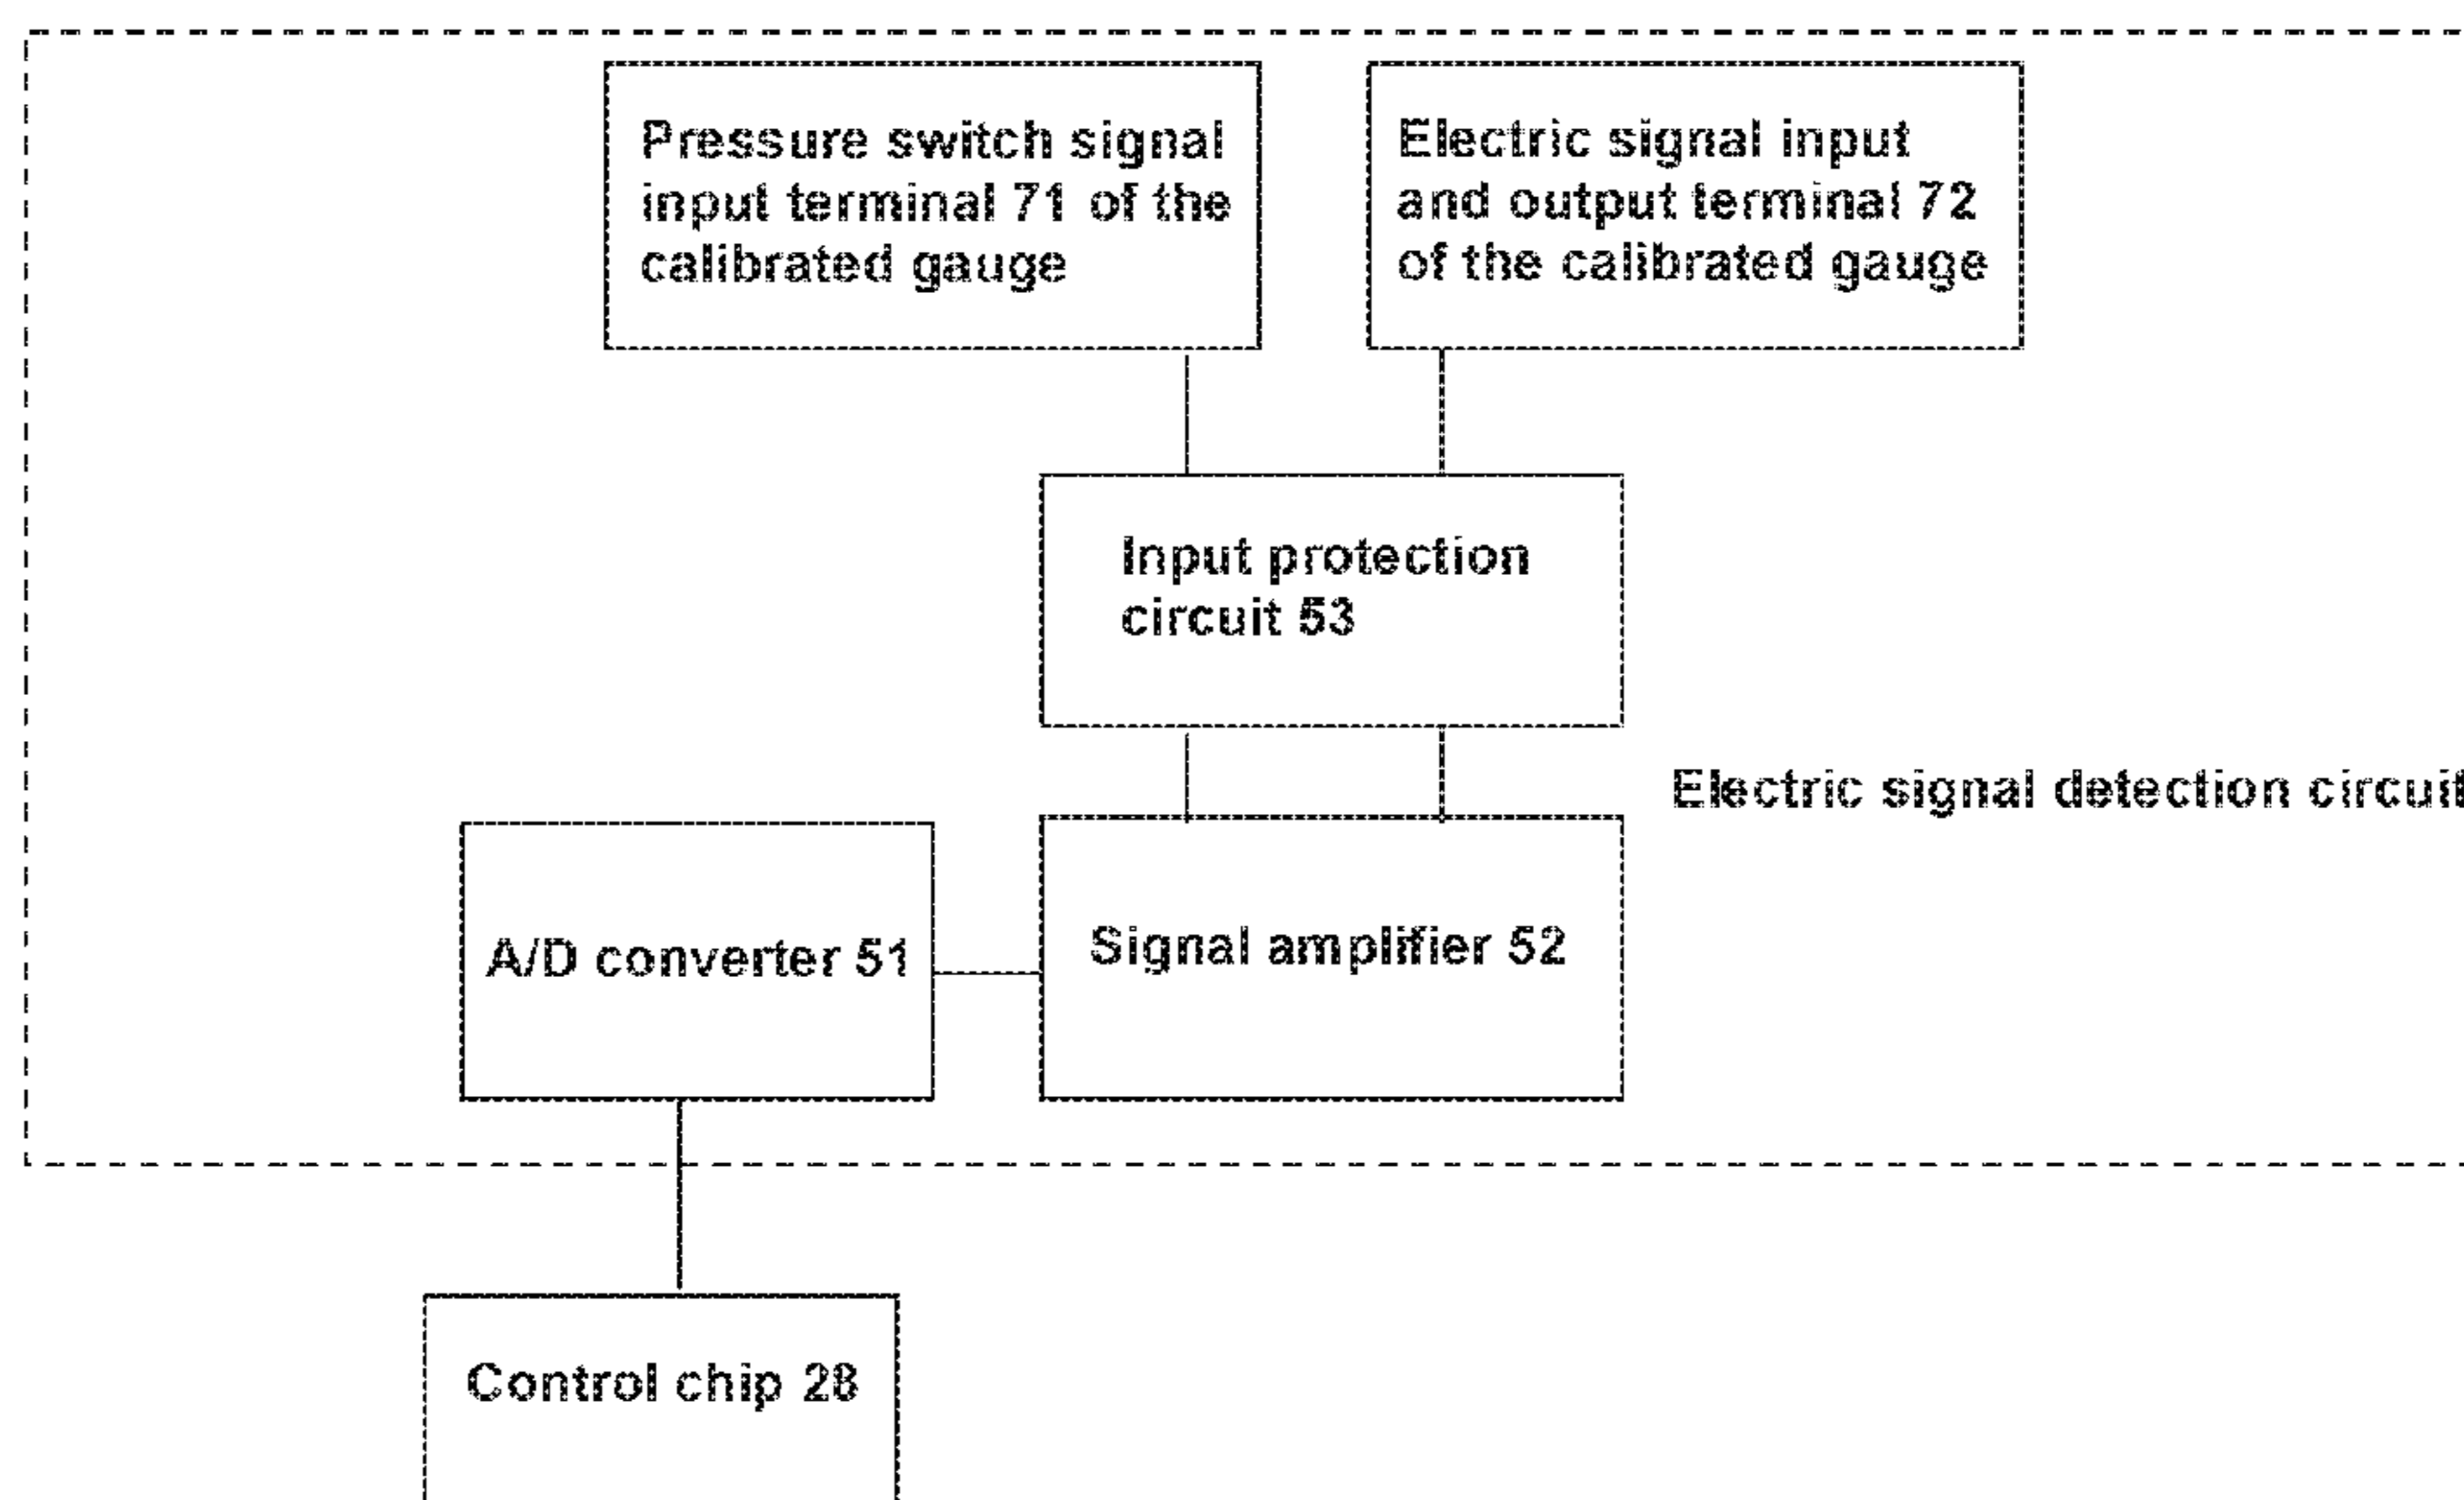 Pressure switch signal
input terminal 71 of the
calibrated gauge
Electric signal input
and output terminal 72
of the calibrated gauge
Input protection
circuit 53
Electric signal detection circuit
A/D converter 51
Signal amplifier 52
Control chip 28